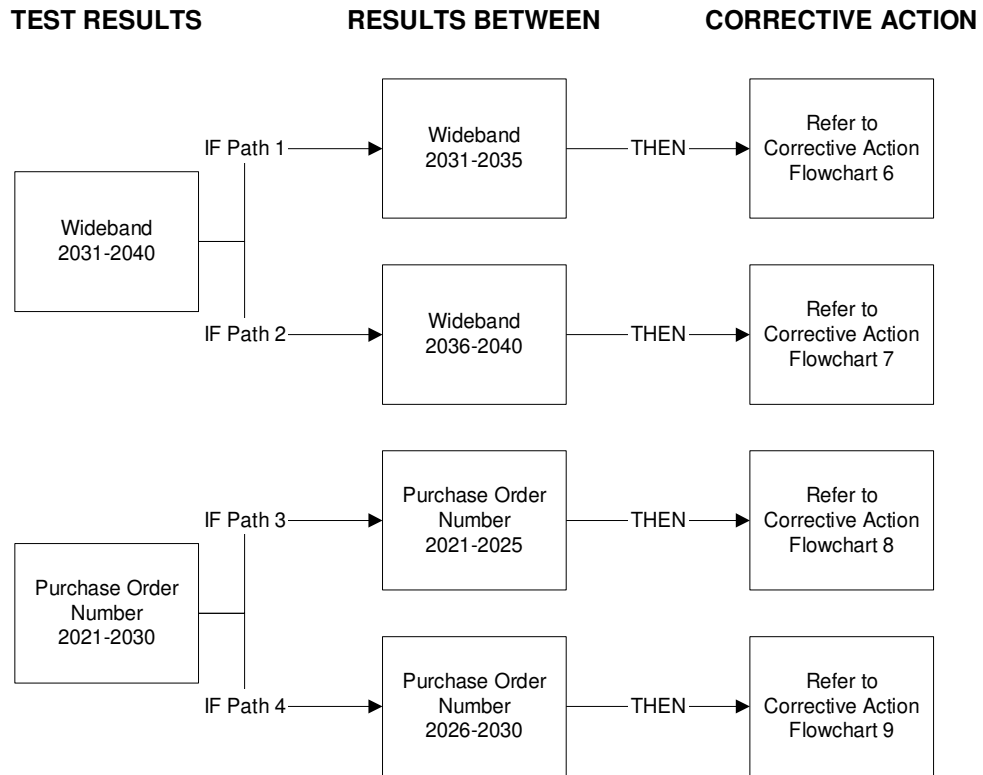 TEST RESULTS
RESULTS BETWEEN
CORRECTIVE ACTION
Wideband
2031-2040
IF Path 1
Wideband
2031-2035
THEN
Refer to
Corrective Action
Flowchart 6
IF Path 2
Wideband
2036-2040
THEN
Refer to
Corrective Action
Flowchart 7
Purchase Order
Number
2021-2030
IF Path 3
Purchase Order
Number
2021-2025
THEN
Refer to
Corrective Action
Flowchart 8
IF Path 4
Purchase Order
Number
2026-2030
THEN
Refer to
Corrective Action
Flowchart 9